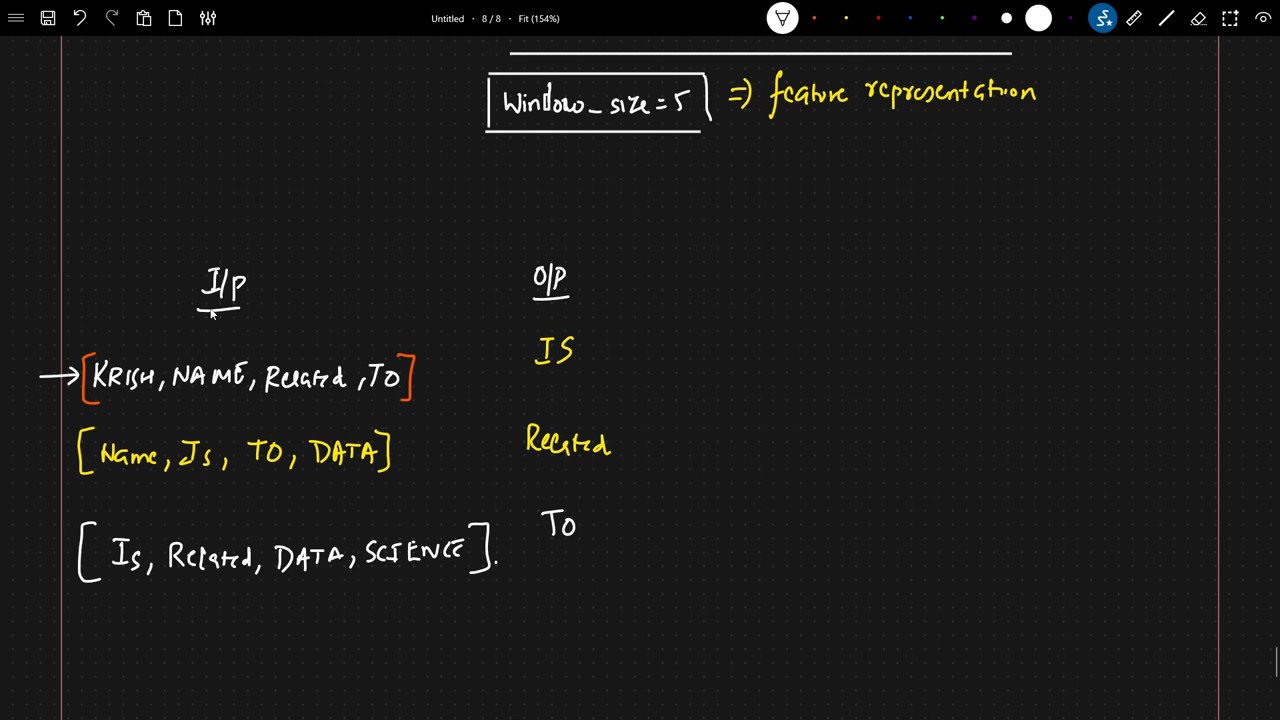 Untitled • 8 / 8 • Fit (154%)
Window_size = 5 => feature representation
I/P O/P
IS
[KRISH, NAME, Related, TO]
Related
[Name, Is, TO, DATA]
To
[Is, Related, DATA, SCIENCE].